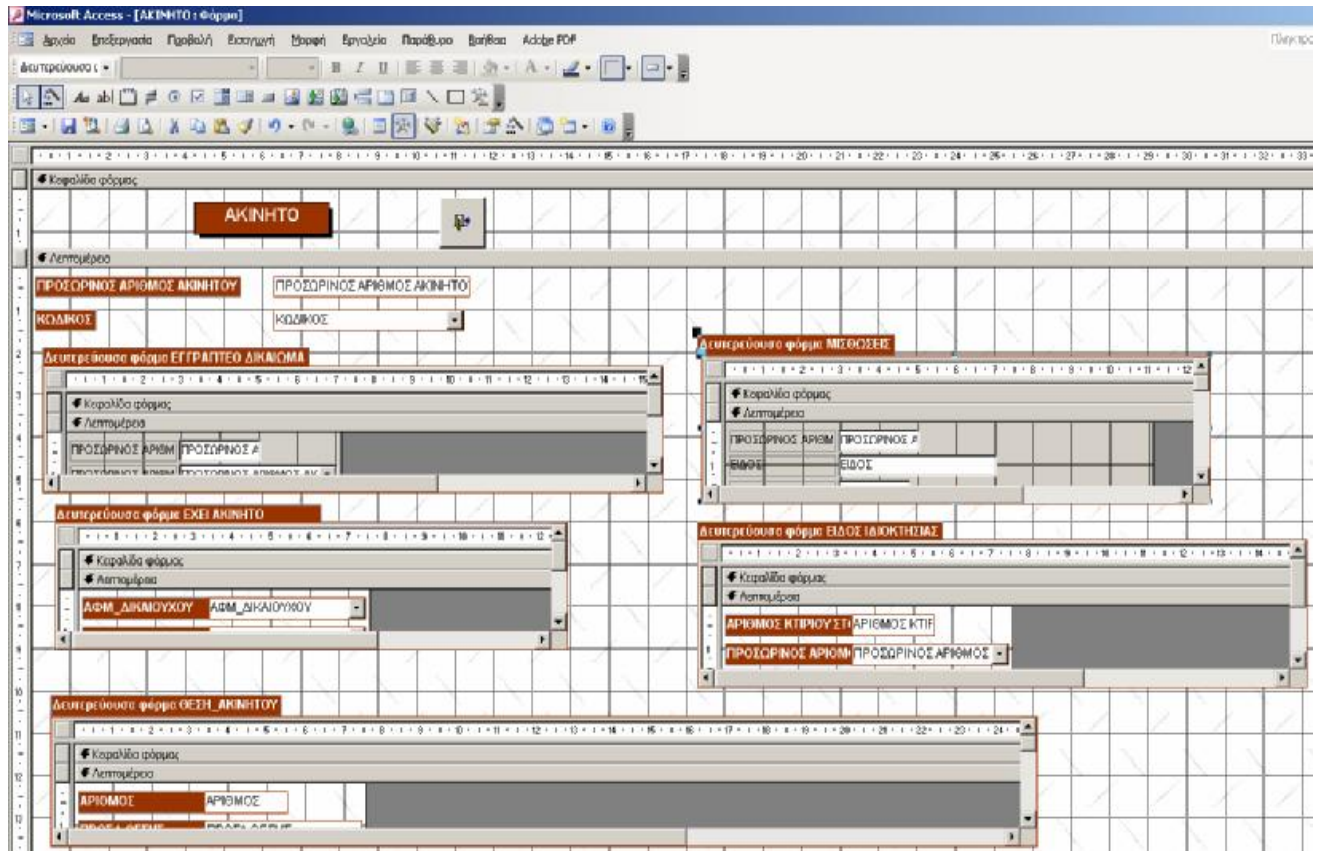 Microsoft Access - [ΑΚΙΝΗΤΟ : Φόρμα]
Αρχείο Επεξεργασία Προβολή Εισαγωγή Μορφή Εργαλεία Παράθυρο Βοήθεια Adobe PDF
Δευτερεύουσα
Κεφαλίδα φόρμας
ΑΚΙΝΗΤΟ
Λεπτομέρεια
ΠΡΟΣΩΡΙΝΟΣ ΑΡΙΘΜΟΣ ΑΚΙΝΗΤΟΥ ΠΡΟΣΩΡΙΝΟΣ ΑΡΙΘΜΟΣ ΑΚΙΝΗΤΟ
ΚΩΔΙΚΟΣ ΚΩΔΙΚΟΣ
Δευτερεύουσα φόρμα ΕΓΓΡΑΠΤΕΟ ΔΙΚΑΙΩΜΑ
Κεφαλίδα φόρμας
Λεπτομέρεια
ΠΡΟΣΩΡΙΝΟΣ ΑΡΙΘΜ ΠΡΟΣΩΡΙΝΟΣ Α
Δευτερεύουσα φόρμα ΜΙΣΘΩΣΕΙΣ
Κεφαλίδα φόρμας
Λεπτομέρεια
ΠΡΟΣΩΡΙΝΟΣ ΑΡΙΘΜ ΠΡΟΣΩΡΙΝΟΣ Α
ΕΙΔΟΣ ΕΙΔΟΣ
Δευτερεύουσα φόρμα ΕΧΕΙ ΑΚΙΝΗΤΟ
Κεφαλίδα φόρμας
Λεπτομέρεια
ΑΦΜ_ΔΙΚΑΙΟΥΧΟΥ ΑΦΜ_ΔΙΚΑΙΟΥΧΟΥ
Δευτερεύουσα φόρμα ΕΙΔΟΣ ΙΔΙΟΚΤΗΣΙΑΣ
Κεφαλίδα φόρμας
Λεπτομέρεια
ΑΡΙΘΜΟΣ ΚΤΙΡΙΟΥ ΣΤ ΑΡΙΘΜΟΣ ΚΤΙΡ
ΠΡΟΣΩΡΙΝΟΣ ΑΡΙΘΜ ΠΡΟΣΩΡΙΝΟΣ ΑΡΙΘΜΟΣ
Δευτερεύουσα φόρμα ΘΕΣΗ_ΑΚΙΝΗΤΟΥ
Κεφαλίδα φόρμας
Λεπτομέρεια
ΑΡΙΘΜΟΣ ΑΡΙΘΜΟΣ